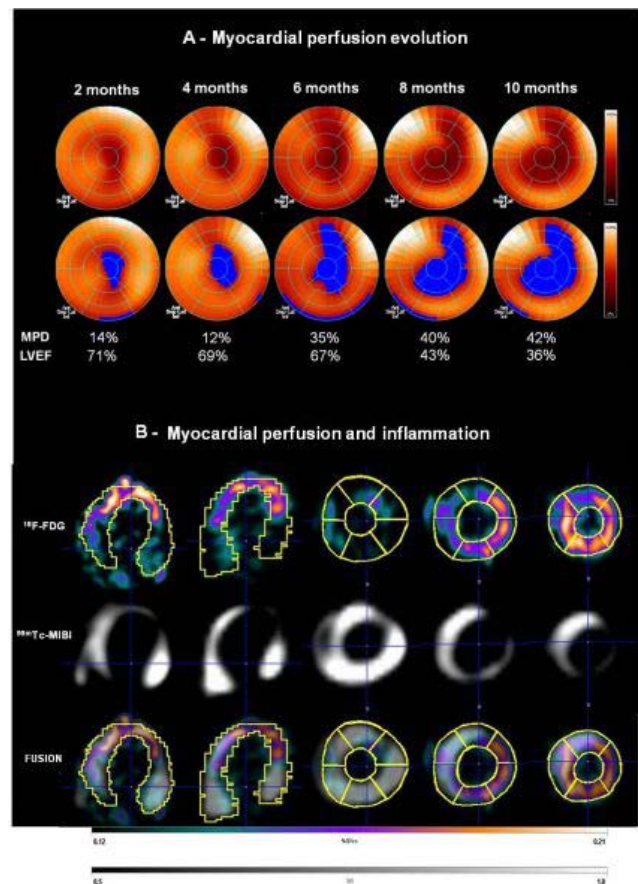 A - Myocardial perfusion evolution
2 months 4 months 6 months 8 months 10 months
MPD 14% 12% 35% 40% 42%
LVEF 71% 69% 67% 43% 36%
B - Myocardial perfusion and inflammation
¹⁸F-FDG
⁹⁹ᵐTc-MIBI
FUSION
0.12 0.21
0.5 1.0